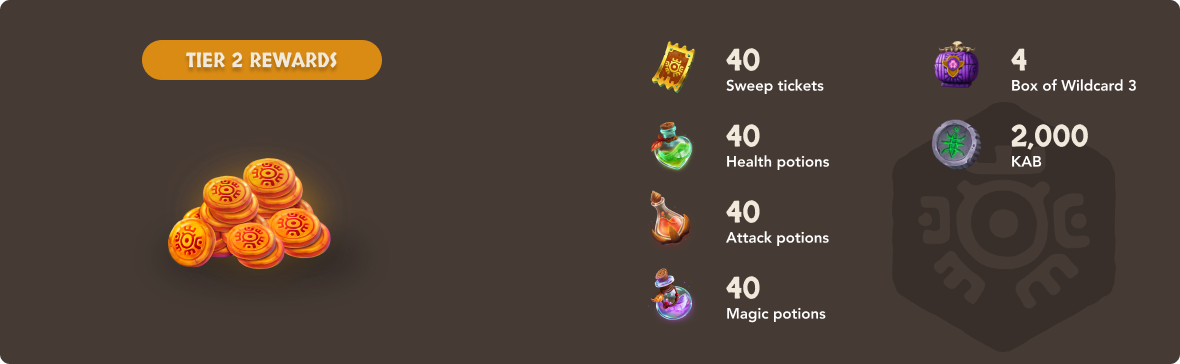 TIER 2 REWARDS
40
Sweep tickets
40
Health potions
40
Attack potions
40
Magic potions
4
Box of Wildcard 3
2,000
KAB